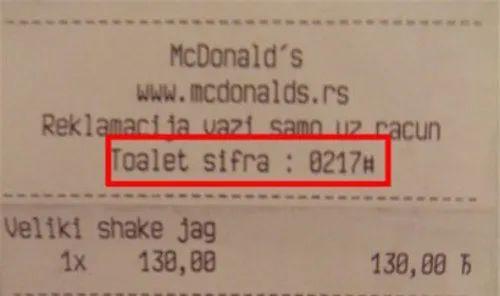 McDonald's
www.mcdonalds.rs
Reklamacija vazi samo uz racun
Toalet sifra : 0217#
Veliki shake jag
1x 130,00 130,00 Ђ